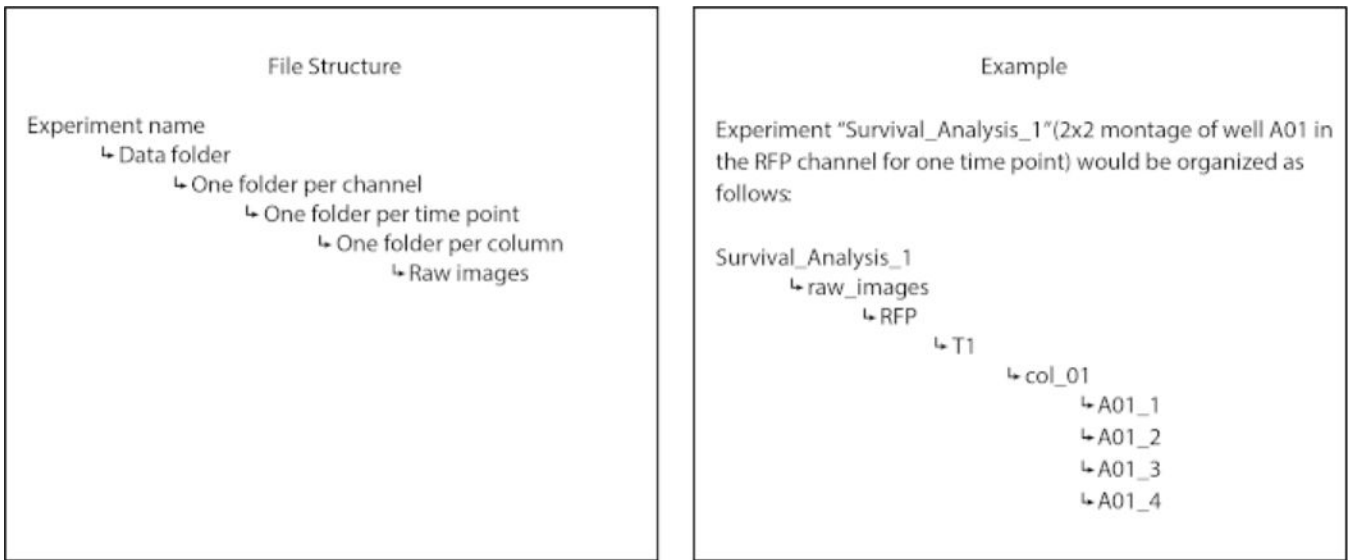 File Structure
Experiment name
↳ Data folder
↳ One folder per channel
↳ One folder per time point
↳ One folder per column
↳ Raw images
Example
Experiment "Survival_Analysis_1"(2x2 montage of well A01 in
the RFP channel for one time point) would be organized as
follows:
Survival_Analysis_1
↳ raw_images
↳ RFP
↳ T1
↳ col_01
↳ A01_1
↳ A01_2
↳ A01_3
↳ A01_4